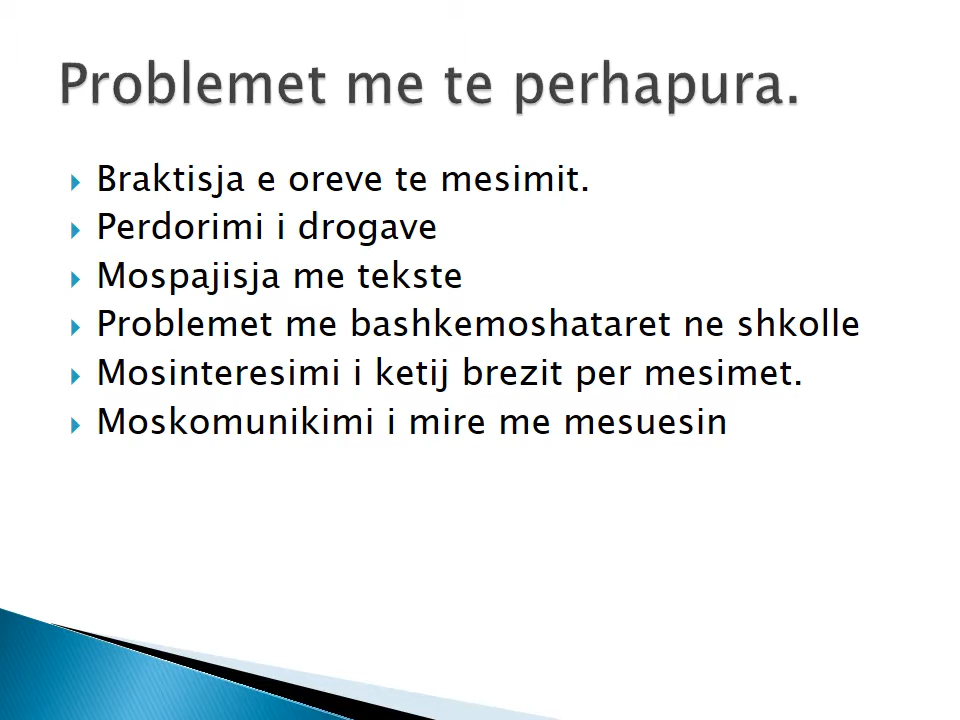 Problemet me te perhapura.
Braktisja e oreve te mesimit.
Perdorimi i drogave
Mospajisja me tekste
Problemet me bashkemoshataret ne shkolle
Mosinteresimi i ketij brezit per mesimet.
Moskomunikimi i mire me mesuesin